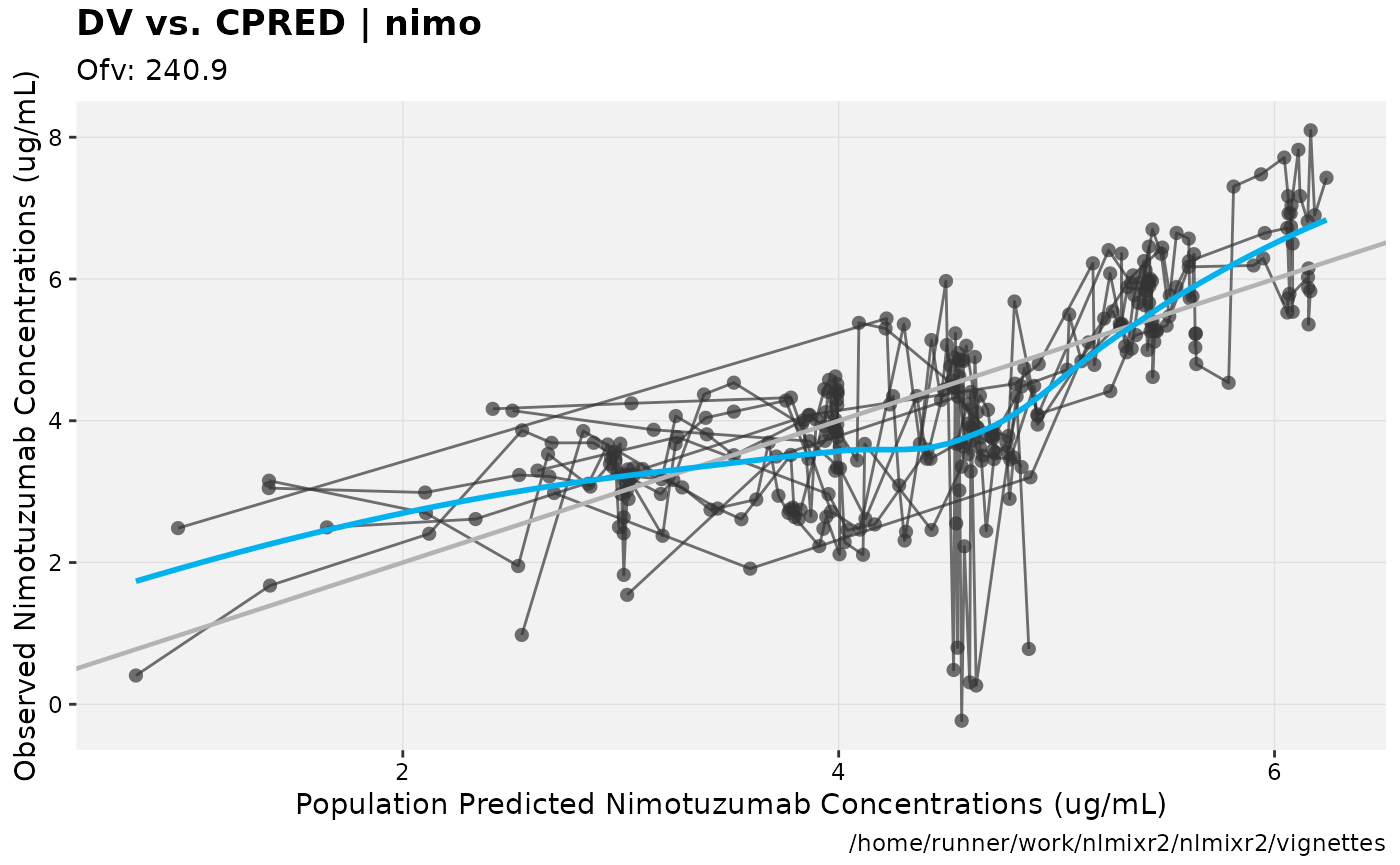 DV vs. CPRED | nimo
Ofv: 240.9
Observed Nimotuzumab Concentrations (ug/mL)
8
6
4
2
0
2
4
6
Population Predicted Nimotuzumab Concentrations (ug/mL)
/home/runner/work/nlmixr2/nlmixr2/vignettes